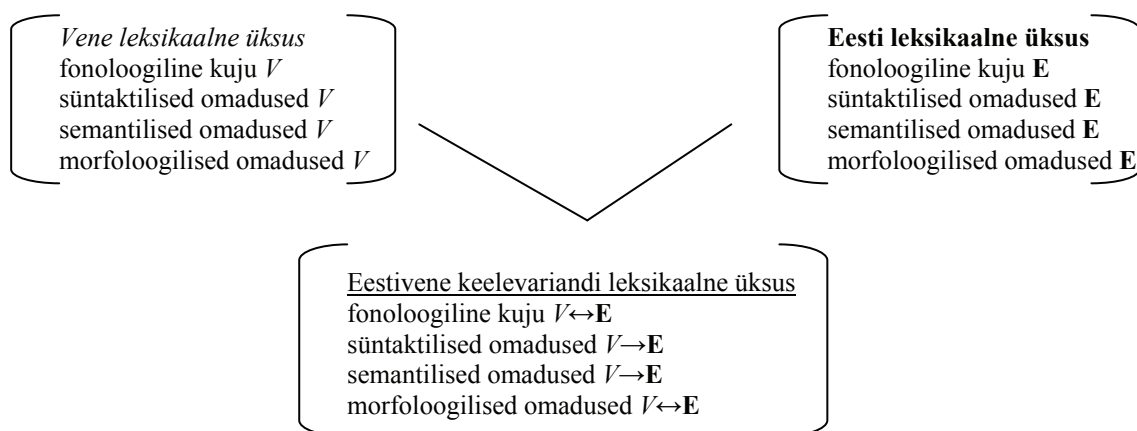 Vene leksikaalne üksus
fonoloogiline kuju V
süntaktilised omadused V
semantilised omadused V
morfoloogilised omadused V
Eesti leksikaalne üksus
fonoloogiline kuju E
süntaktilised omadused E
semantilised omadused E
morfoloogilised omadused E
Eestivene keelevariandi leksikaalne üksus
fonoloogiline kuju V↔E
süntaktilised omadused V→E
semantilised omadused V→E
morfoloogilised omadused V↔E